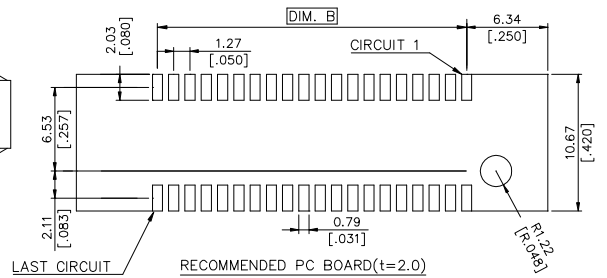 DIM. B
6.34
[.250]
2.03
[.080]
1.27
[.050]
CIRCUIT 1
6.53
[.257]
10.67
[.420]
2.11
[.083]
0.79
[.031]
R1.22
[R.048]
LAST CIRCUIT
RECOMMENDED PC BOARD(t=2.0)